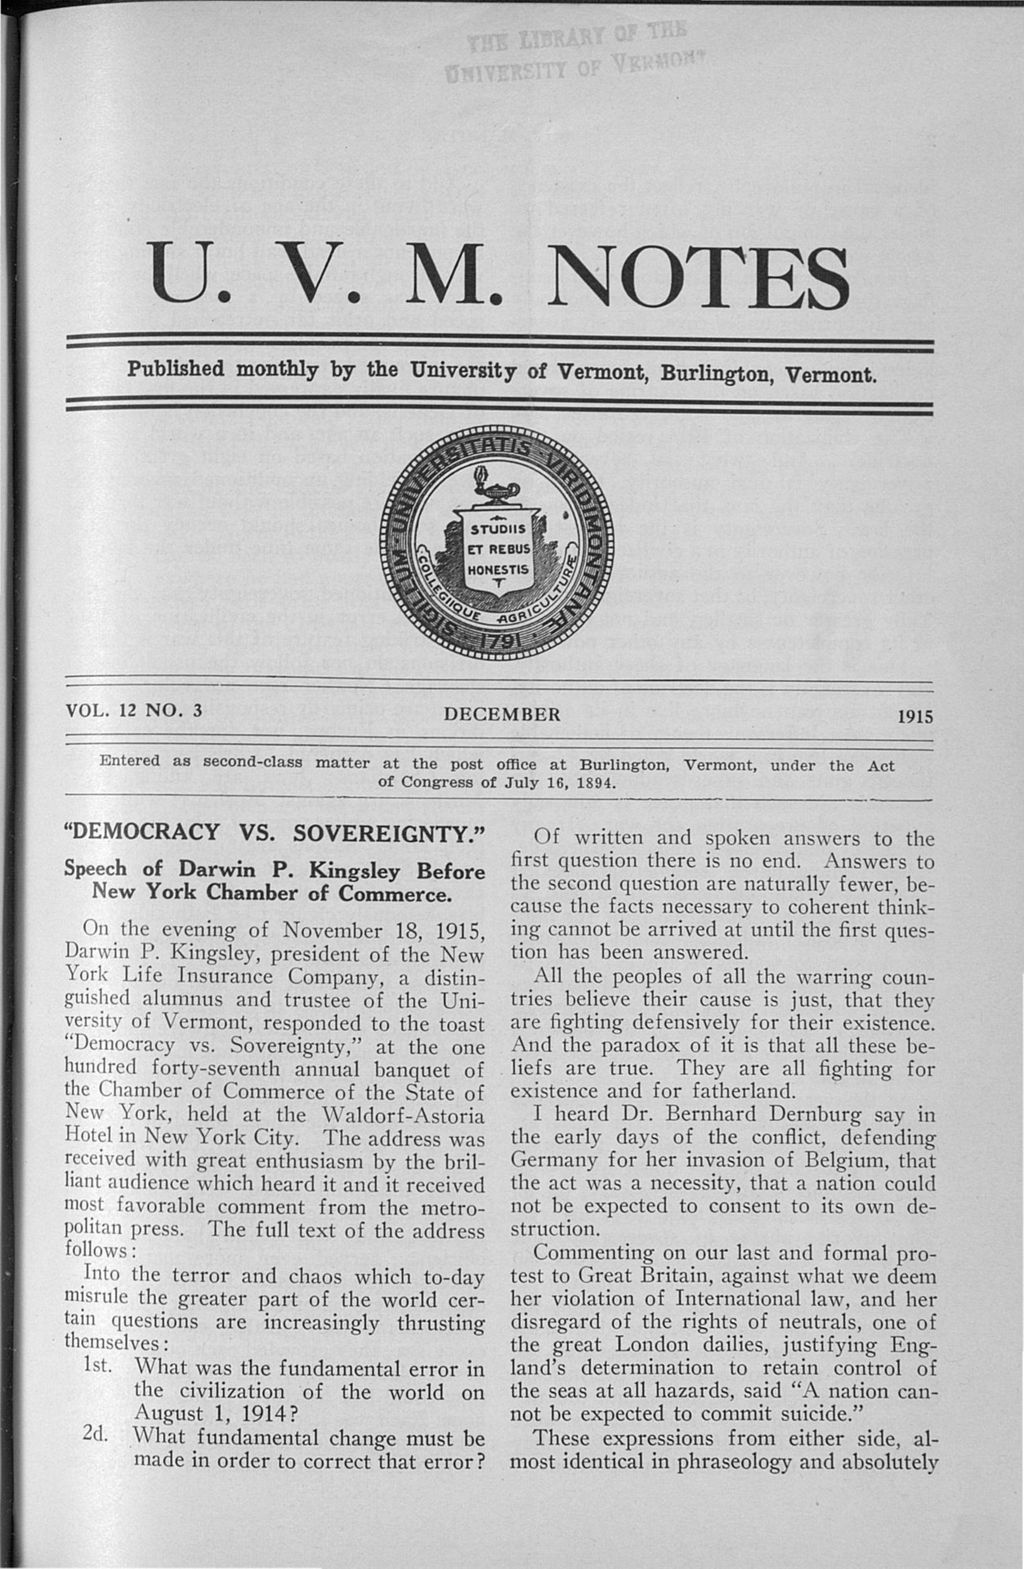 THE LIBRARY OF THE
UNIVERSITY OF VERMONT
U. V. M. NOTES
Published monthly by the University of Vermont, Burlington, Vermont.
SIGILLUM · UNIVERSITATIS · VIRIDIMONTANÆ
COLLEGIIQUE AGRICULTURÆ
STUDIIS
ET REBUS
HONESTIS
1791
VOL. 12 NO. 3 DECEMBER 1915
Entered as second-class matter at the post office at Burlington, Vermont, under the Act
of Congress of July 16, 1894.
“DEMOCRACY VS. SOVEREIGNTY.”
Speech of Darwin P. Kingsley Before
New York Chamber of Commerce.
On the evening of November 18, 1915,
Darwin P. Kingsley, president of the New
York Life Insurance Company, a distin-
guished alumnus and trustee of the Uni-
versity of Vermont, responded to the toast
“Democracy vs. Sovereignty,” at the one
hundred forty-seventh annual banquet of
the Chamber of Commerce of the State of
New York, held at the Waldorf-Astoria
Hotel in New York City. The address was
received with great enthusiasm by the bril-
liant audience which heard it and it received
most favorable comment from the metro-
politan press. The full text of the address
follows:
Into the terror and chaos which to-day
misrule the greater part of the world cer-
tain questions are increasingly thrusting
themselves:
1st. What was the fundamental error in
the civilization of the world on
August 1, 1914?
2d. What fundamental change must be
made in order to correct that error?
Of written and spoken answers to the
first question there is no end. Answers to
the second question are naturally fewer, be-
cause the facts necessary to coherent think-
ing cannot be arrived at until the first ques-
tion has been answered.
All the peoples of all the warring coun-
tries believe their cause is just, that they
are fighting defensively for their existence.
And the paradox of it is that all these be-
liefs are true. They are all fighting for
existence and for fatherland.
I heard Dr. Bernhard Dernburg say in
the early days of the conflict, defending
Germany for her invasion of Belgium, that
the act was a necessity, that a nation could
not be expected to consent to its own de-
struction.
Commenting on our last and formal pro-
test to Great Britain, against what we deem
her violation of International law, and her
disregard of the rights of neutrals, one of
the great London dailies, justifying Eng-
land’s determination to retain control of
the seas at all hazards, said “A nation can-
not be expected to commit suicide.”
These expressions from either side, al-
most identical in phraseology and absolutely